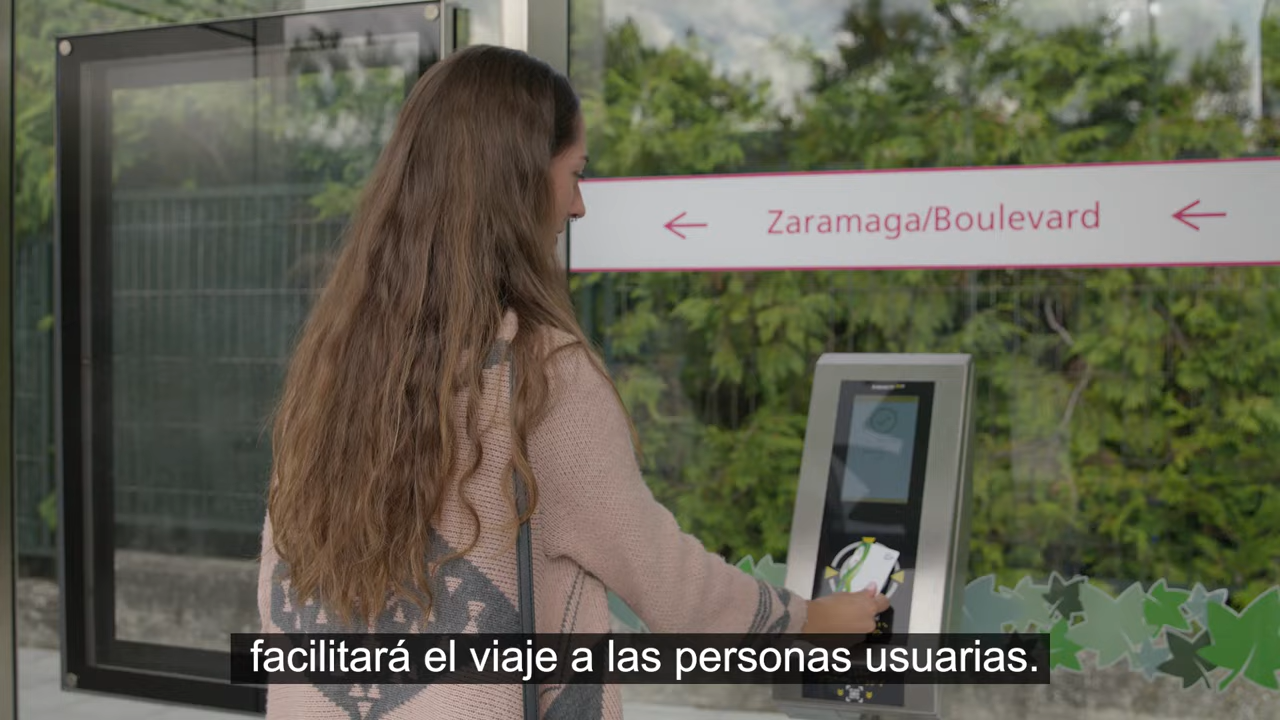 ← Zaramaga/Boulevard ←
facilitará el viaje a las personas usuarias.